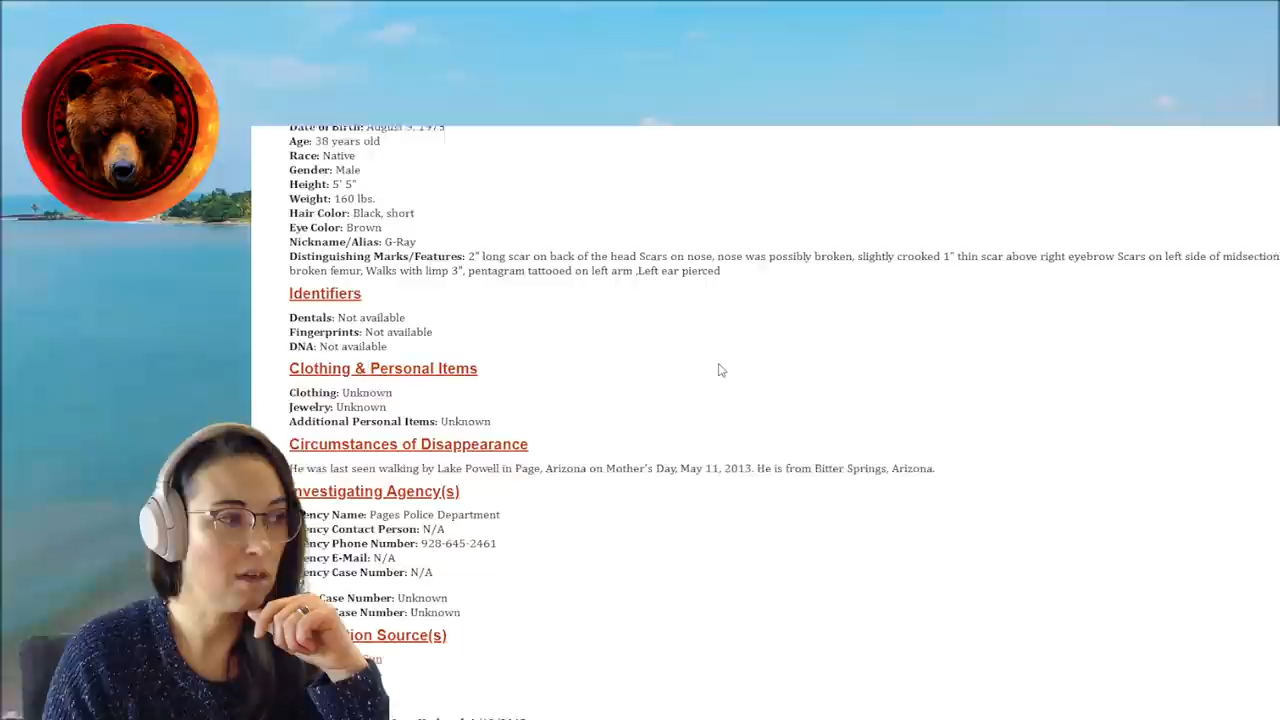 Date of Birth: August 9, 1975
Age: 38 years old
Race: Native
Gender: Male
Height: 5' 5"
Weight: 160 lbs.
Hair Color: Black, short
Eye Color: Brown
Nickname/Alias: G-Ray
Distinguishing Marks/Features: 2" long scar on back of the head Scars on nose, nose was possibly broken, slightly crooked 1" thin scar above right eyebrow Scars on left side of midsection
broken femur, Walks with limp 3", pentagram tattooed on left arm ,Left ear pierced
Identifiers
Dentals: Not available
Fingerprints: Not available
DNA: Not available
Clothing & Personal Items
Clothing: Unknown
Jewelry: Unknown
Additional Personal Items: Unknown
Circumstances of Disappearance
He was last seen walking by Lake Powell in Page, Arizona on Mother's Day, May 11, 2013. He is from Bitter Springs, Arizona.
nvestigating Agency(s)
ency Name: Pages Police Department
ency Contact Person: N/A
ency Phone Number: 928-645-2461
ency E-Mail: N/A
ency Case Number: N/A
Case Number: Unknown
Case Number: Unknown
tion Source(s)